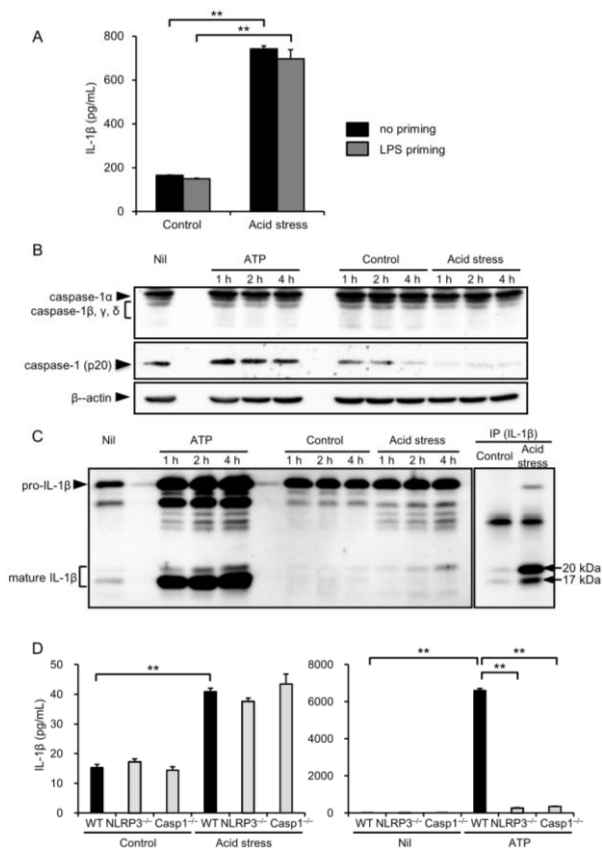 A
** 
**
800
600
400
200
0
IL-1β (pg/mL)
Control
Acid stress
no priming
LPS priming
B
Nil
ATP
Control
Acid stress
1 h 2 h 4 h
1 h 2 h 4 h
1 h 2 h 4 h
caspase-1α
caspase-1β, γ, δ
caspase-1 (p20)
β--actin
C
Nil
ATP
Control
Acid stress
IP (IL-1β)
1 h 2 h 4 h
1 h 2 h 4 h
1 h 2 h 4 h
Control
Acid
stress
pro-IL-1β
mature IL-1β
20 kDa
17 kDa
D
**
50
40
30
20
10
0
IL-1β (pg/mL)
WT NLRP3⁻/⁻ Casp1⁻/⁻
WT NLRP3⁻/⁻ Casp1⁻/⁻
Control
Acid stress
**
**
**
8000
6000
4000
2000
0
WT NLRP3⁻/⁻ Casp1⁻/⁻
WT NLRP3⁻/⁻ Casp1⁻/⁻
Nil
ATP